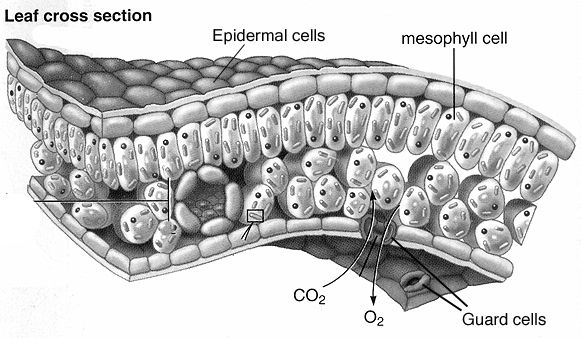 Leaf cross section
Epidermal cells
mesophyll cell
CO2
O2
Guard cells